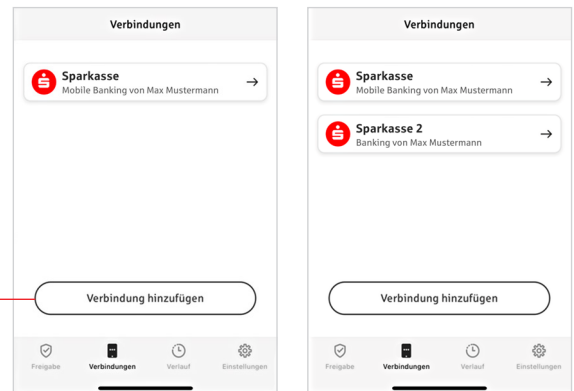 Verbindungen
Sparkasse
Mobile Banking von Max Mustermann
Verbindung hinzufügen
Freigabe Verbindungen Verlauf Einstellungen
Verbindungen
Sparkasse
Mobile Banking von Max Mustermann
Sparkasse 2
Banking von Max Mustermann
Verbindung hinzufügen
Freigabe Verbindungen Verlauf Einstellungen